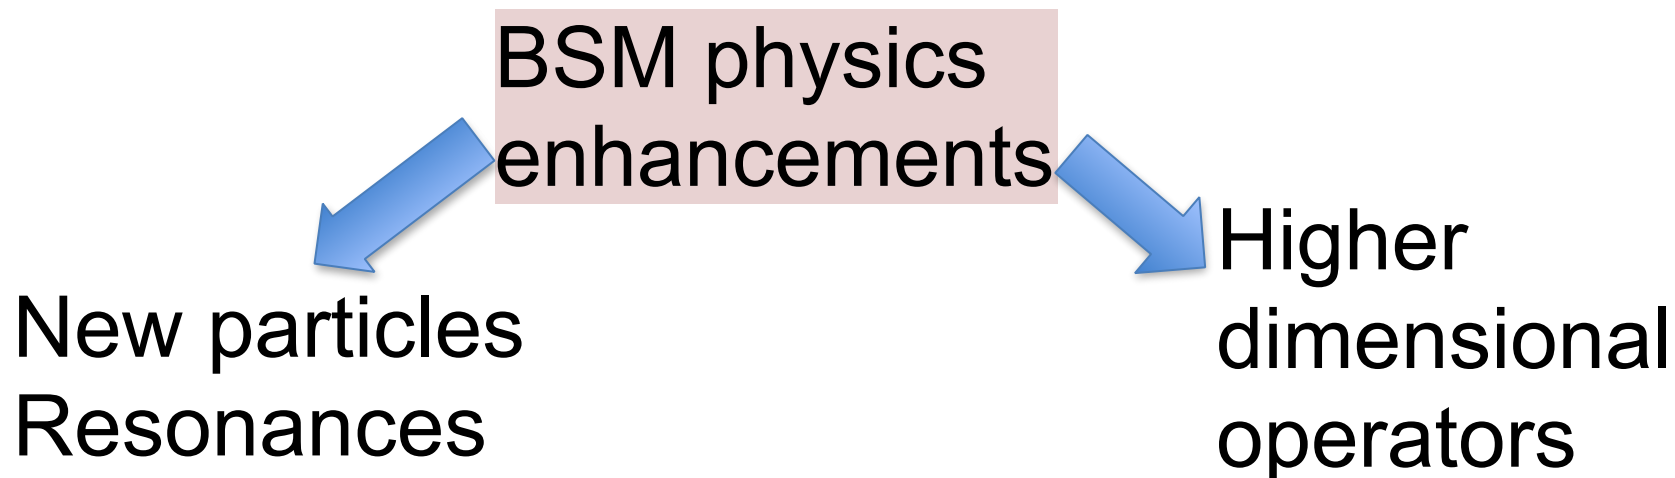 BSM physics
enhancements
New particles
Resonances
Higher
dimensional
operators